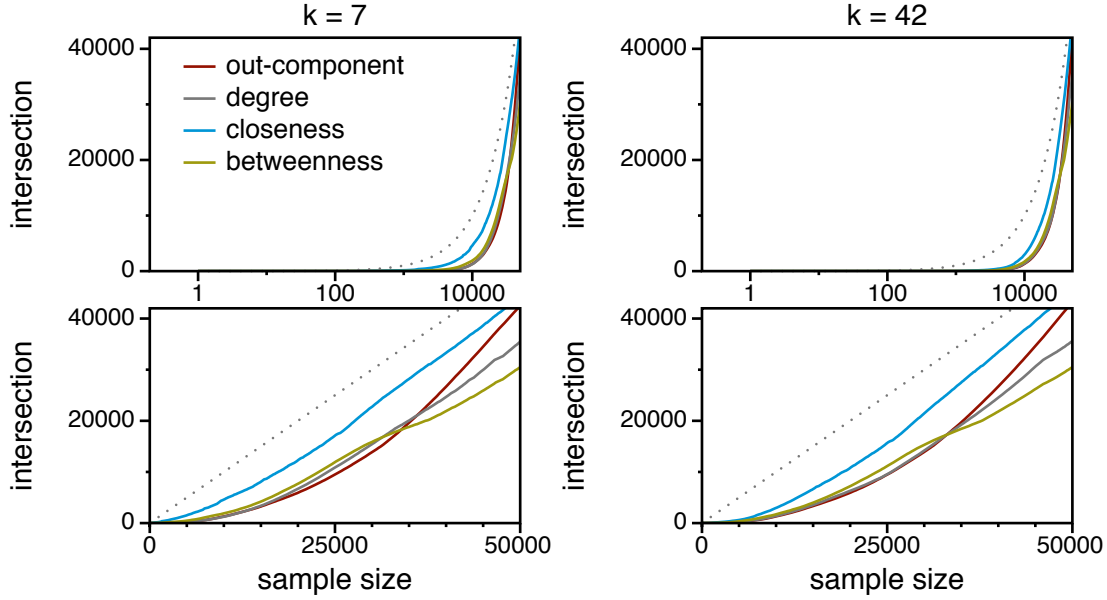 k = 7
k = 42
40000
20000
0
intersection
out-component
degree
closeness
betweenness
1
100
10000
40000
20000
0
intersection
1
100
10000
40000
20000
0
intersection
0
25000
50000
sample size
40000
20000
0
intersection
0
25000
50000
sample size